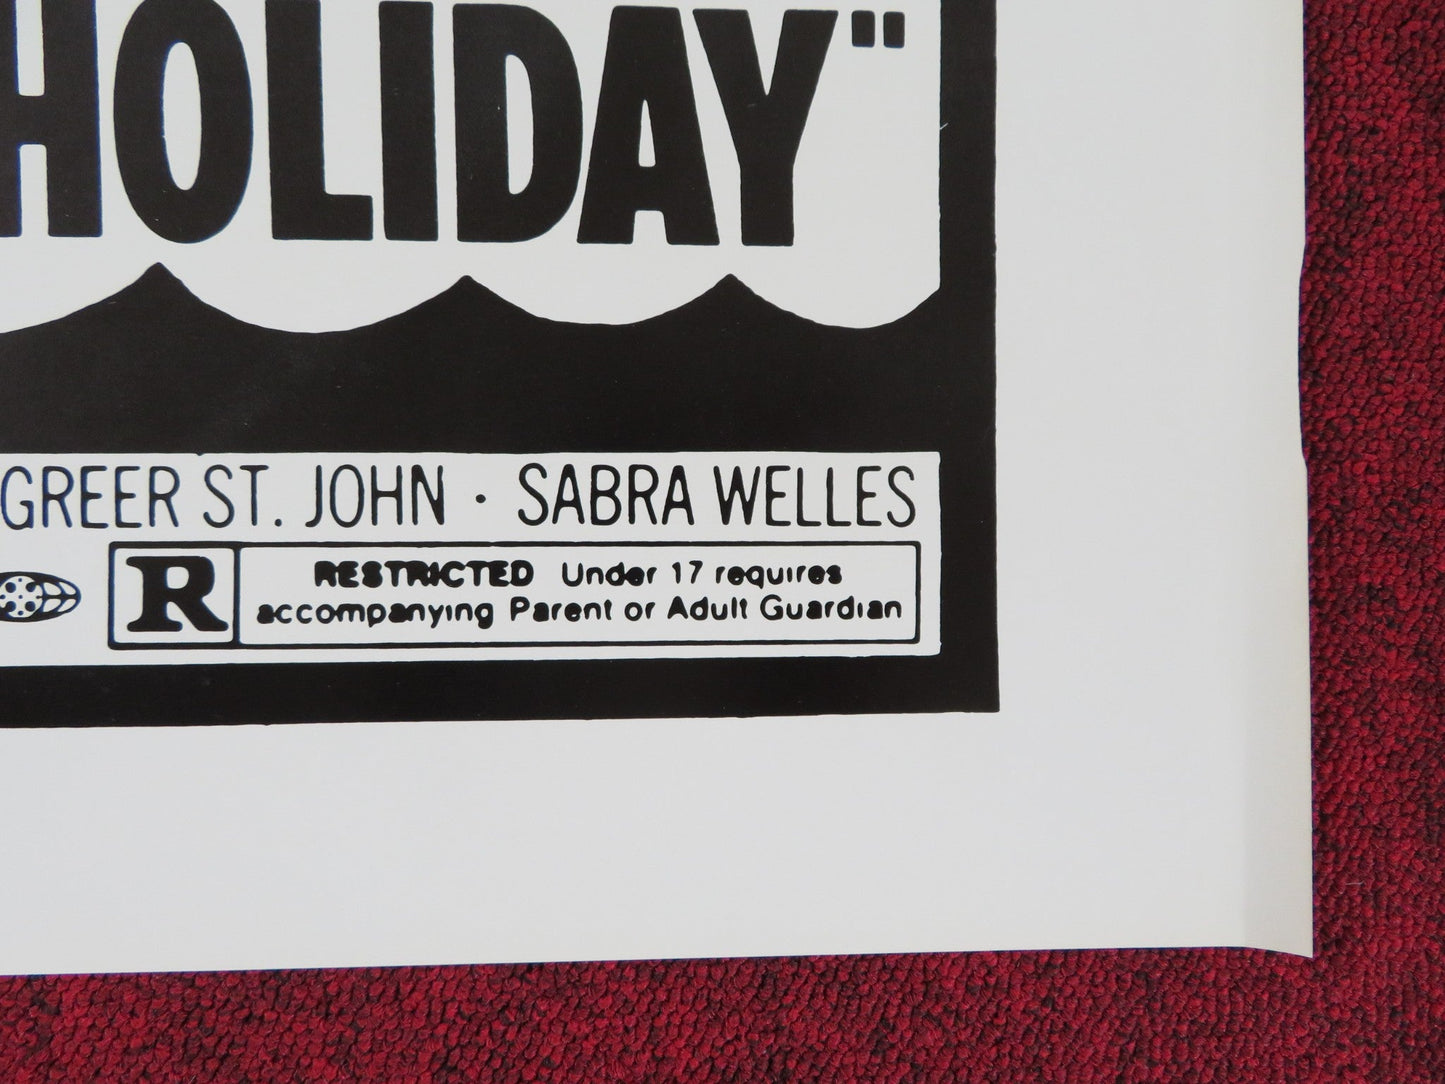 HOLIDAY"
GREER ST. JOHN · SABRA WELLES
R RESTRICTED Under 17 requires
accompanying Parent or Adult Guardian